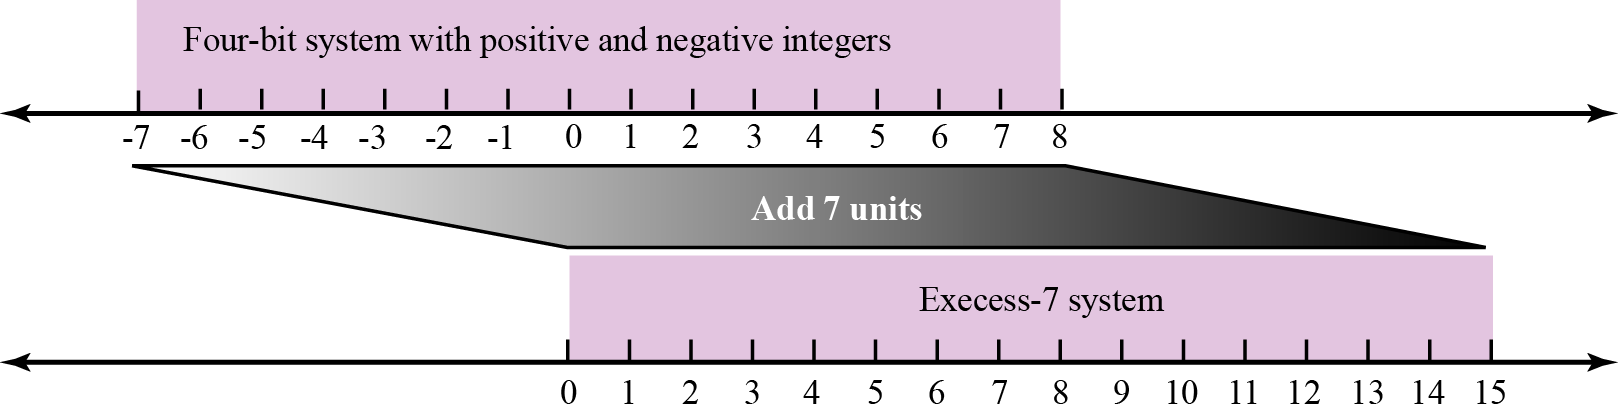 Four-bit system with positive and negative integers
-7 -6 -5 -4 -3 -2 -1 0 1 2 3 4 5 6 7 8
Add 7 units
Execess-7 system
0 1 2 3 4 5 6 7 8 9 10 11 12 13 14 15